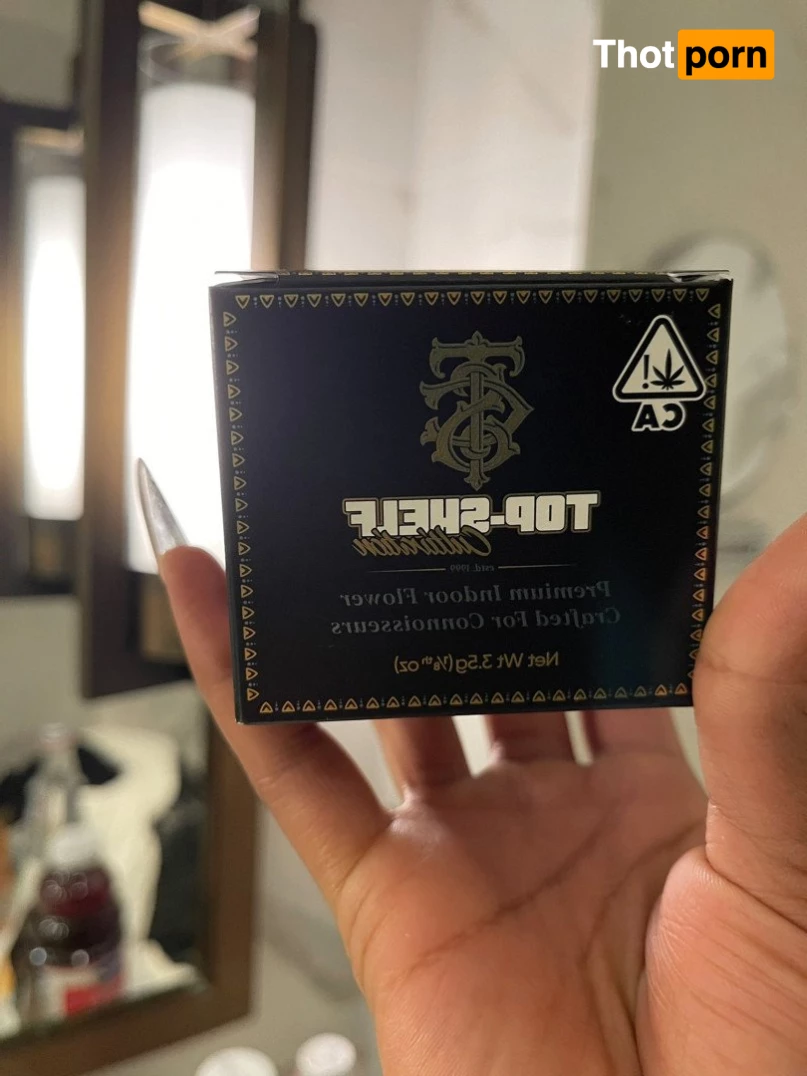 Thotporn
CA
TOP-SHELF
Cultivation
estd. 1999
Premium Indoor Flower
Crafted For Connoisseurs
Net Wt 3.5g (⅛ᵗʰ oz)